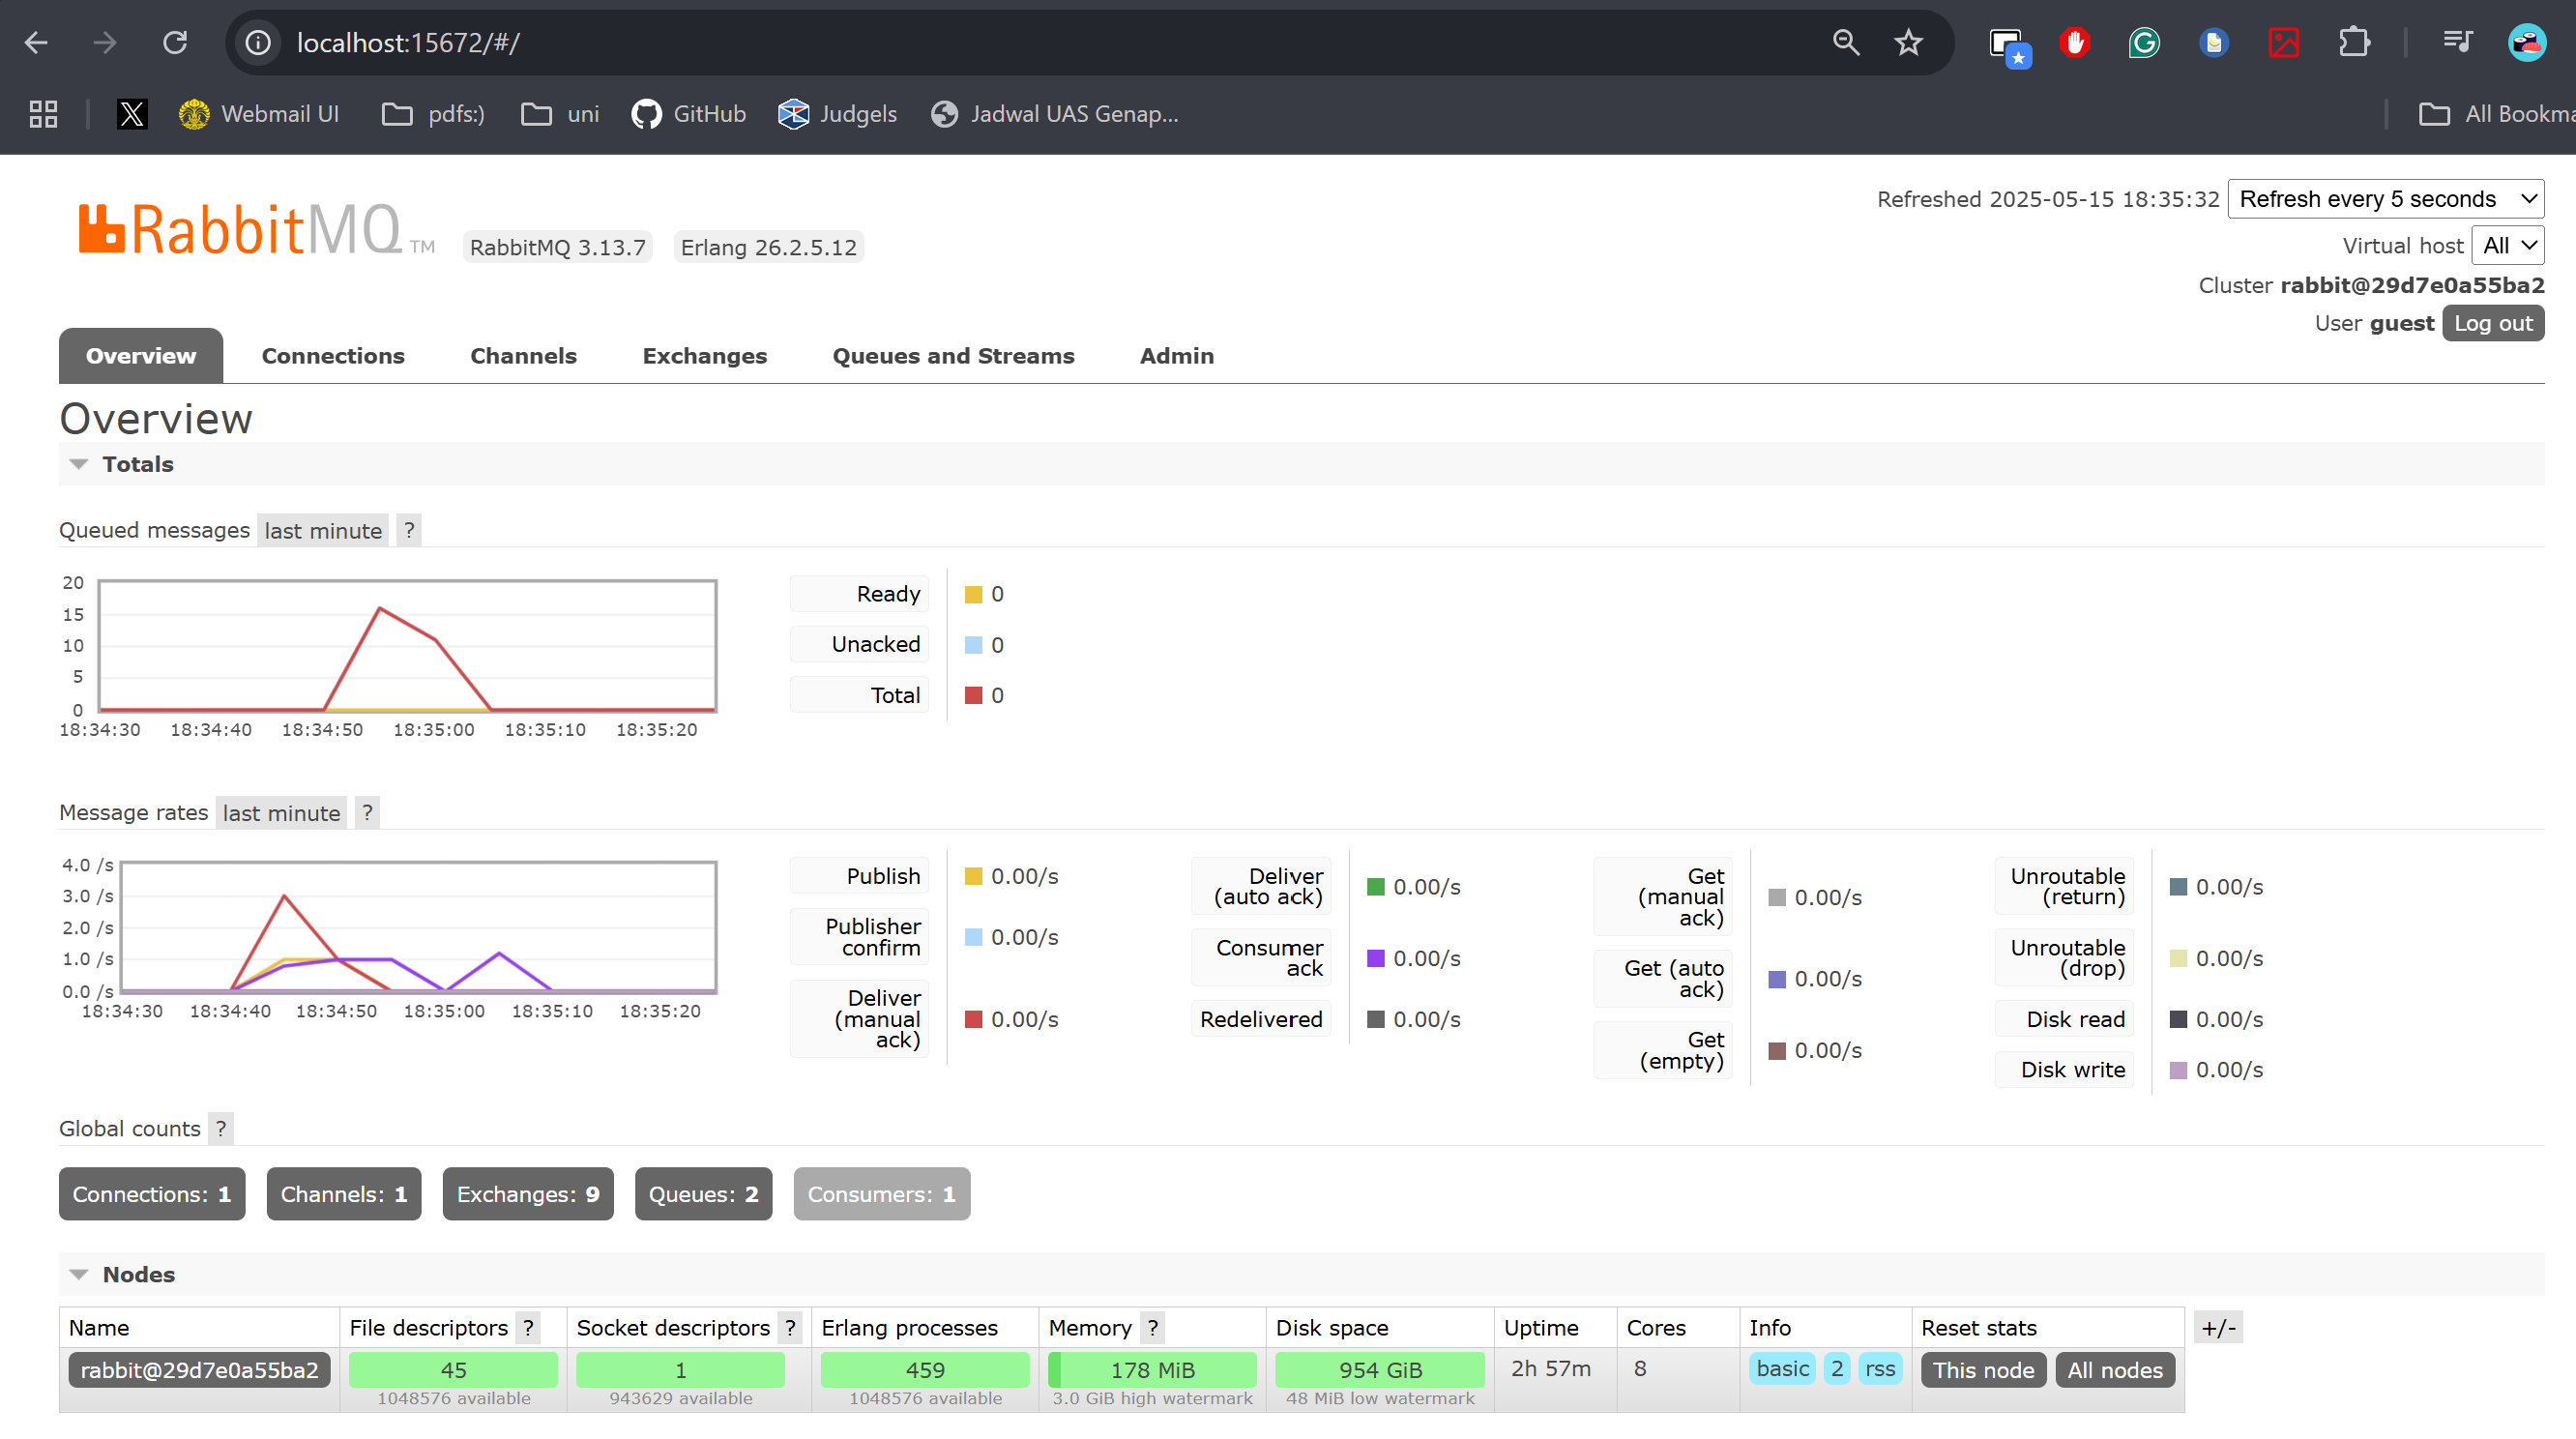 localhost:15672/#/
Webmail UI pdfs:) uni GitHub Judgels Jadwal UAS Genap... All Bookma
RabbitMQ TM RabbitMQ 3.13.7 Erlang 26.2.5.12
Refreshed 2025-05-15 18:35:32 Refresh every 5 seconds
Virtual host All
Cluster rabbit@29d7e0a55ba2
User guest Log out
Overview Connections Channels Exchanges Queues and Streams Admin
Overview
Totals
Queued messages last minute ?
20
15
10
5
0
18:34:30 18:34:40 18:34:50 18:35:00 18:35:10 18:35:20
Ready 0
Unacked 0
Total 0
Message rates last minute ?
4.0 /s
3.0 /s
2.0 /s
1.0 /s
0.0 /s
18:34:30 18:34:40 18:34:50 18:35:00 18:35:10 18:35:20
Publish 0.00/s
Publisher
confirm 0.00/s
Deliver
(manual 0.00/s
ack)
Deliver
(auto ack) 0.00/s
Consumer
ack 0.00/s
Redelivered 0.00/s
Get
(manual 0.00/s
ack)
Get (auto
ack) 0.00/s
Get
(empty) 0.00/s
Unroutable
(return) 0.00/s
Unroutable
(drop) 0.00/s
Disk read 0.00/s
Disk write 0.00/s
Global counts ?
Connections: 1 Channels: 1 Exchanges: 9 Queues: 2 Consumers: 1
Nodes
Name File descriptors ? Socket descriptors ? Erlang processes Memory ? Disk space Uptime Cores Info Reset stats +/-
rabbit@29d7e0a55ba2 45 1 459 178 MiB 954 GiB 2h 57m 8 basic 2 rss This node All nodes
1048576 available 943629 available 1048576 available 3.0 GiB high watermark 48 MiB low watermark